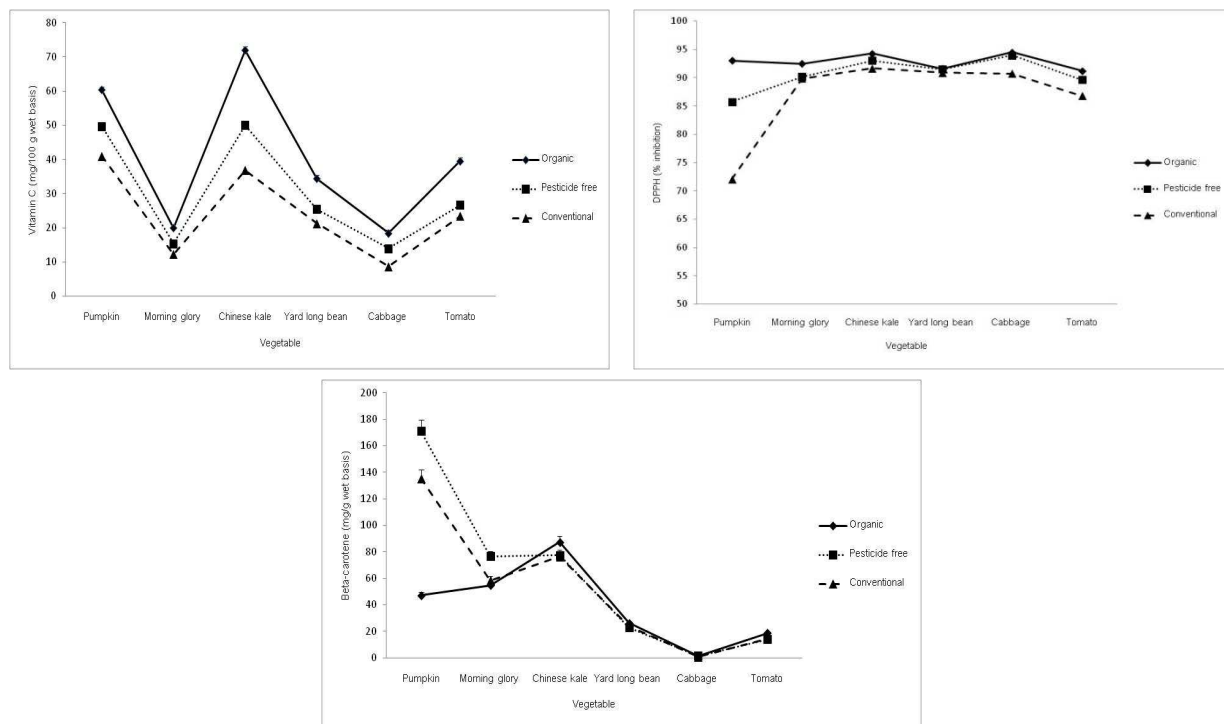 Vitamin C (mg/100 g wet basis)
80
70
60
50
40
30
20
10
0
Pumpkin Morning glory Chinese kale Yard long bean Cabbage Tomato
Vegetable
Organic
Pesticide free
Conventional
DPPH (% inhibition)
100
95
90
85
80
75
70
65
60
55
50
Pumpkin Morning glory Chinese kale Yard long bean Cabbage Tomato
Vegetable
Organic
Pesticide free
Conventional
Beta-carotene (mg/g wet basis)
200
180
160
140
120
100
80
60
40
20
0
Pumpkin Morning glory Chinese kale Yard long bean Cabbage Tomato
Vegetable
Organic
Pesticide free
Conventional